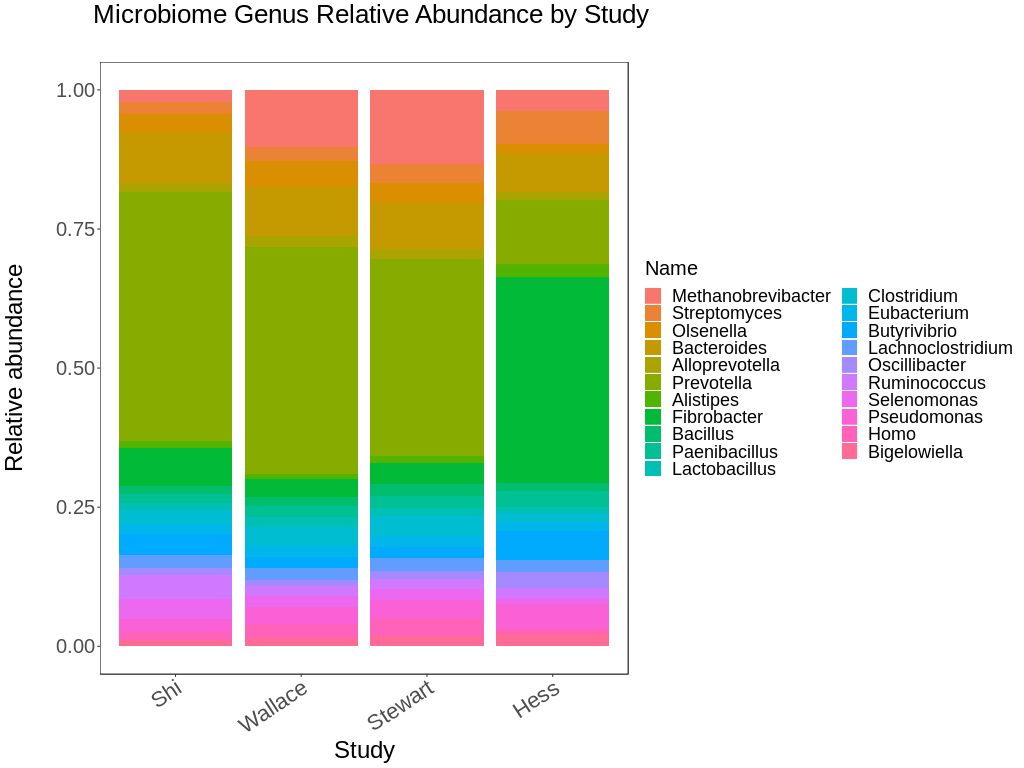 Microbiome Genus Relative Abundance by Study
1.00
0.75
0.50
0.25
0.00
Relative abundance
Shi
Wallace
Stewart
Hess
Study
Name
Methanobrevibacter
Streptomyces
Olsenella
Bacteroides
Alloprevotella
Prevotella
Alistipes
Fibrobacter
Bacillus
Paenibacillus
Lactobacillus
Clostridium
Eubacterium
Butyrivibrio
Lachnoclostridium
Oscillibacter
Ruminococcus
Selenomonas
Pseudomonas
Homo
Bigelowiella